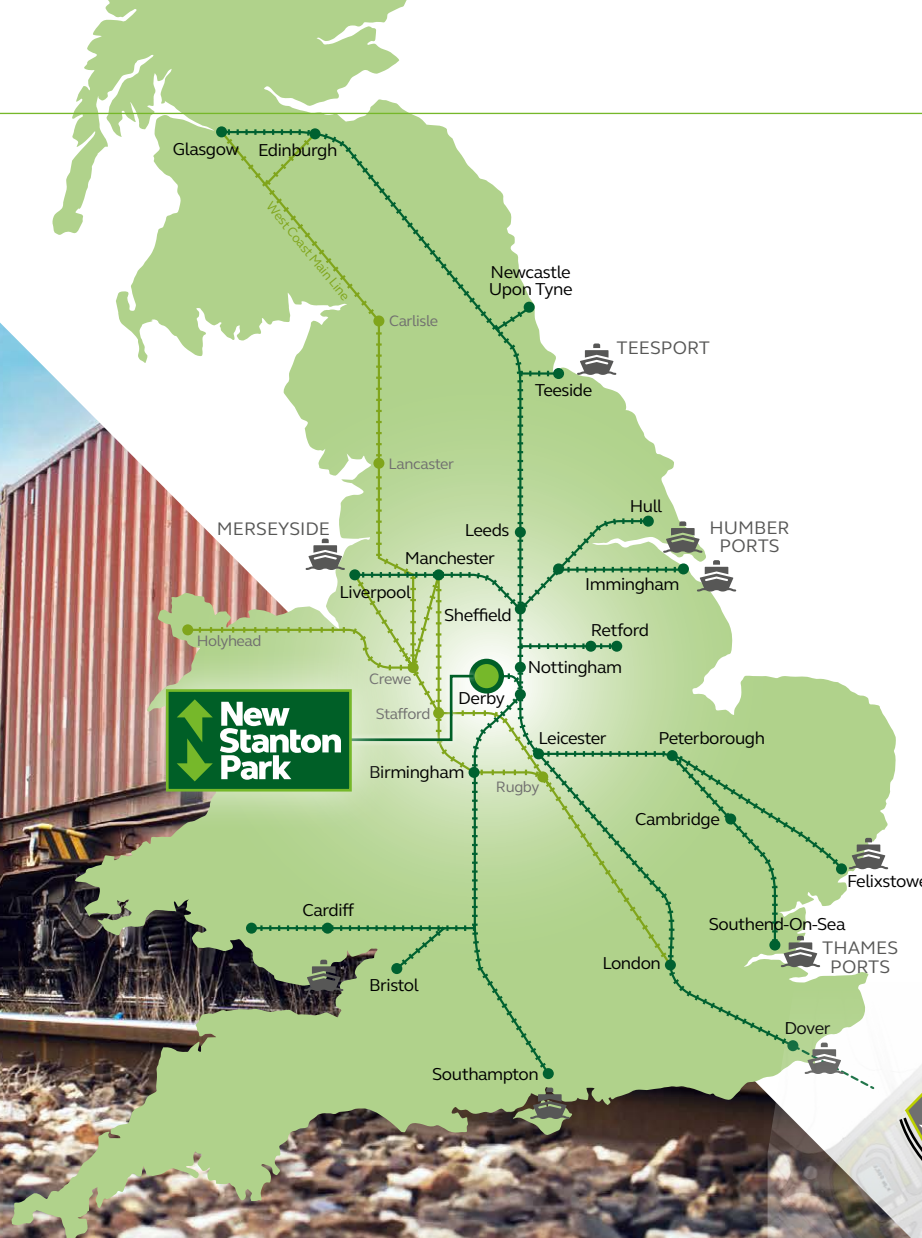 Glasgow
Edinburgh
West Coast Main Line
Newcastle
Upon Tyne
Carlisle
TEESPORT
Teeside
Lancaster
Hull
Leeds
MERSEYSIDE
HUMBER
PORTS
Manchester
Immingham
Liverpool
Sheffield
Retford
Holyhead
Nottingham
Crewe
Derby
Stafford
New
Stanton
Park
Leicester
Peterborough
Birmingham
Rugby
Cambridge
Felixstowe
Cardiff
Southend-On-Sea
THAMES
PORTS
London
Bristol
Dover
Southampton